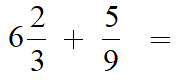 6 2/3 + 5/9 =